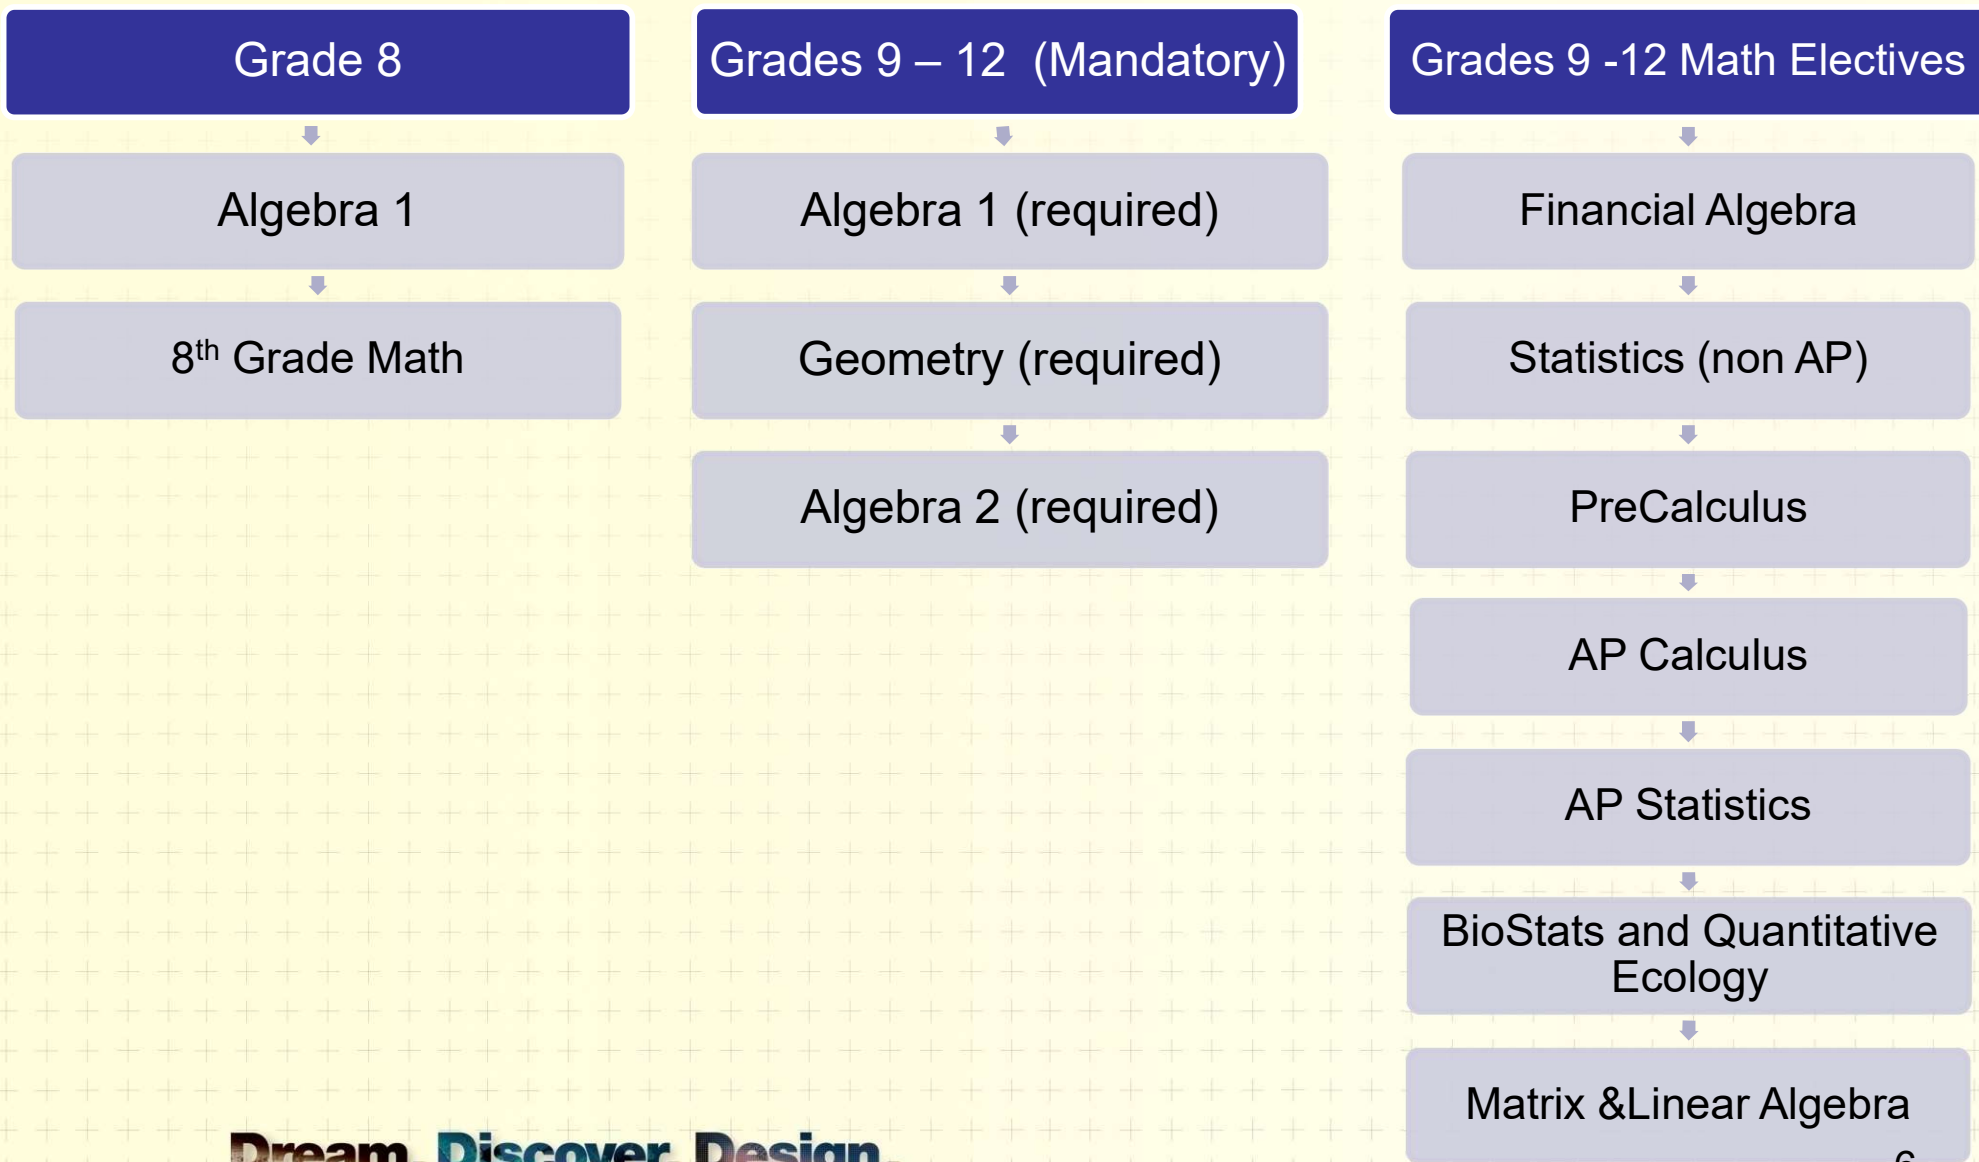 Grade 8
Algebra 1
8th Grade Math
Grades 9 – 12 (Mandatory)
Algebra 1 (required)
Geometry (required)
Algebra 2 (required)
Grades 9 -12 Math Electives
Financial Algebra
Statistics (non AP)
PreCalculus
AP Calculus
AP Statistics
BioStats and Quantitative
Ecology
Matrix &Linear Algebra
Dream. Discover. Design.
6